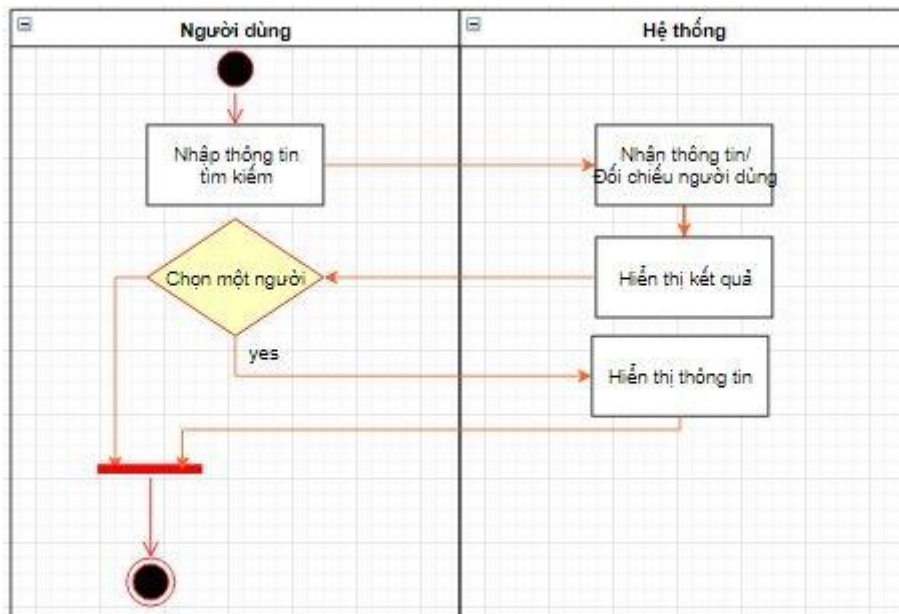 Người dùng
Hệ thống
Nhập thông tin
tìm kiếm
Nhận thông tin/
Đối chiếu người dùng
Chọn một người
Hiển thị kết quả
yes
Hiển thị thông tin